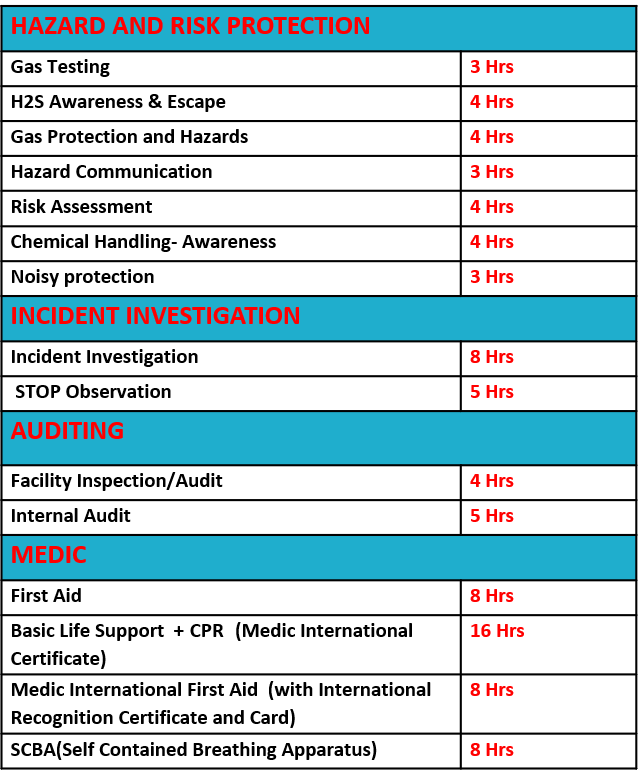 HAZARD AND RISK PROTECTION
Gas Testing 3 Hrs
H2S Awareness & Escape 4 Hrs
Gas Protection and Hazards 4 Hrs
Hazard Communication 3 Hrs
Risk Assessment 4 Hrs
Chemical Handling- Awareness 4 Hrs
Noisy protection 3 Hrs
INCIDENT INVESTIGATION
Incident Investigation 8 Hrs
STOP Observation 5 Hrs
AUDITING
Facility Inspection/Audit 4 Hrs
Internal Audit 5 Hrs
MEDIC
First Aid 8 Hrs
Basic Life Support + CPR (Medic International 16 Hrs
Certificate)
Medic International First Aid (with International 8 Hrs
Recognition Certificate and Card)
SCBA(Self Contained Breathing Apparatus) 8 Hrs